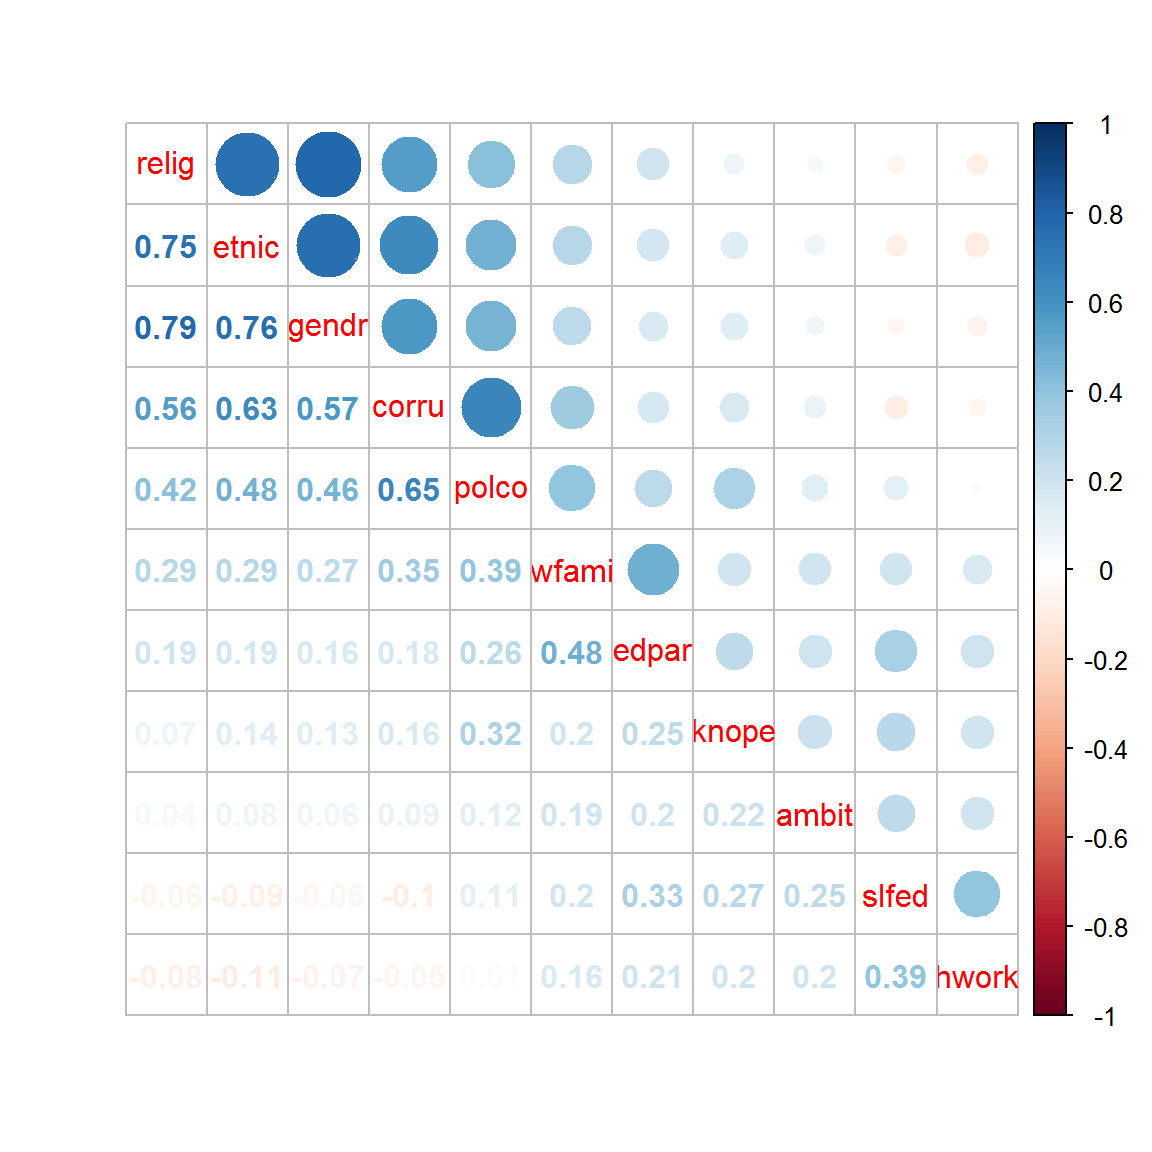 relig
0.75 etnic
0.79 0.76 gendr
0.56 0.63 0.57 corru
0.42 0.48 0.46 0.65 polco
0.29 0.29 0.27 0.35 0.39 wfami
0.19 0.19 0.16 0.18 0.26 0.48 edpar
0.07 0.14 0.13 0.16 0.32 0.2 0.25 knope
0.04 0.08 0.06 0.09 0.12 0.19 0.2 0.22 ambit
-0.06 -0.09 -0.05 -0.1 0.11 0.2 0.33 0.27 0.25 slfed
-0.08 -0.11 -0.07 -0.05 0.01 0.16 0.21 0.2 0.2 0.39 hwork
1
0.8
0.6
0.4
0.2
0
-0.2
-0.4
-0.6
-0.8
-1